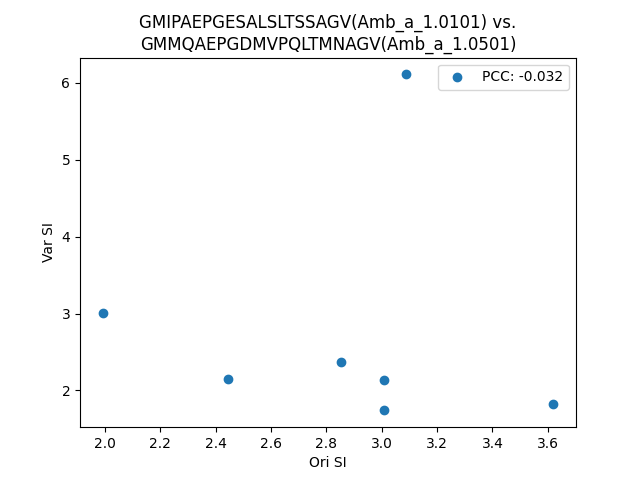 GMIPAEPGESALSLTSSAGV(Amb_a_1.0101) vs.
GMMQAEPGDMVPQLTMNAGV(Amb_a_1.0501)
PCC: -0.032
6
5
4
3
2
Var SI
2.0 2.2 2.4 2.6 2.8 3.0 3.2 3.4 3.6
Ori SI